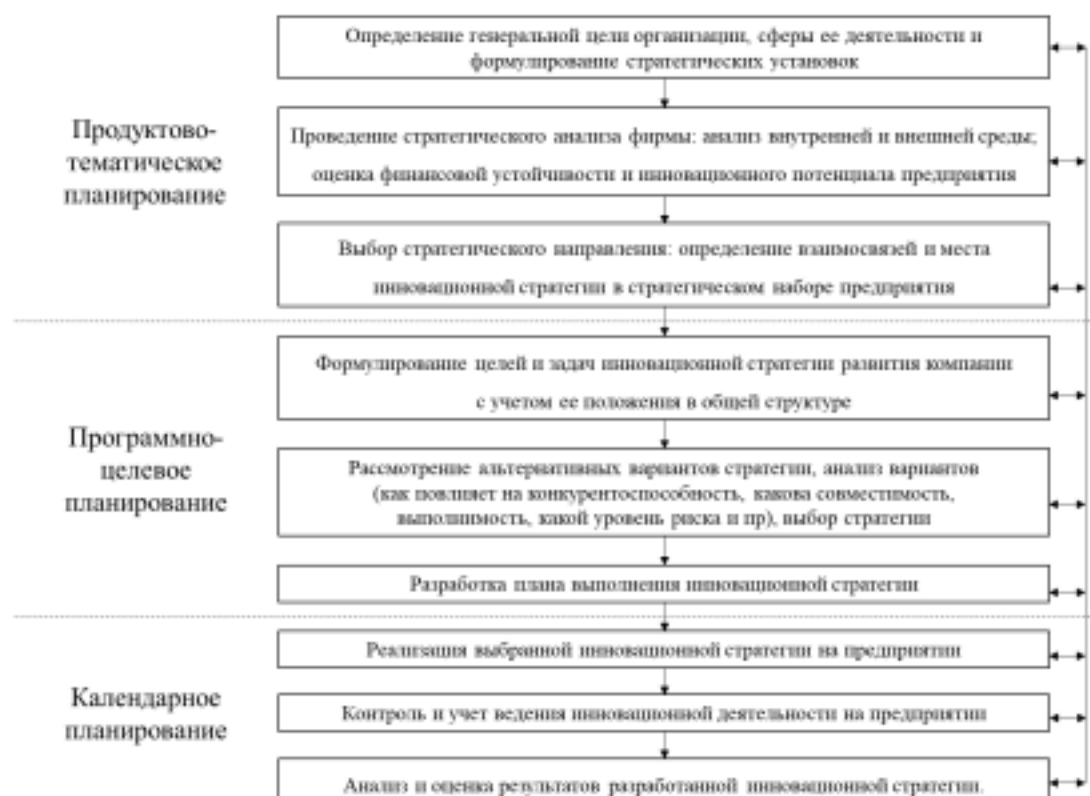 Определение генеральной цели организации, сферы ее деятельности и
формулирование стратегических установок
Продуктово-
тематическое
планирование
Проведение стратегического анализа фирмы: анализ внутренней и внешней среды;
оценка финансовой устойчивости и инновационного потенциала предприятия
Выбор стратегического направления: определение взаимосвязей и места
инновационной стратегии в стратегическом наборе предприятия
Программно-
целевое
планирование
Формулирование целей и задач инновационной стратегии развития компании
с учетом ее положения в общей структуре
Рассмотрение альтернативных вариантов стратегии, анализ вариантов
(как повлияет на конкурентоспособность, какова совместимость,
выполнимость, какой уровень риска и пр), выбор стратегии
Разработка плана выполнения инновационной стратегии
Календарное
планирование
Реализация выбранной инновационной стратегии на предприятии
Контроль и учет ведения инновационной деятельности на предприятии
Анализ и оценка результатов разработанной инновационной стратегии.